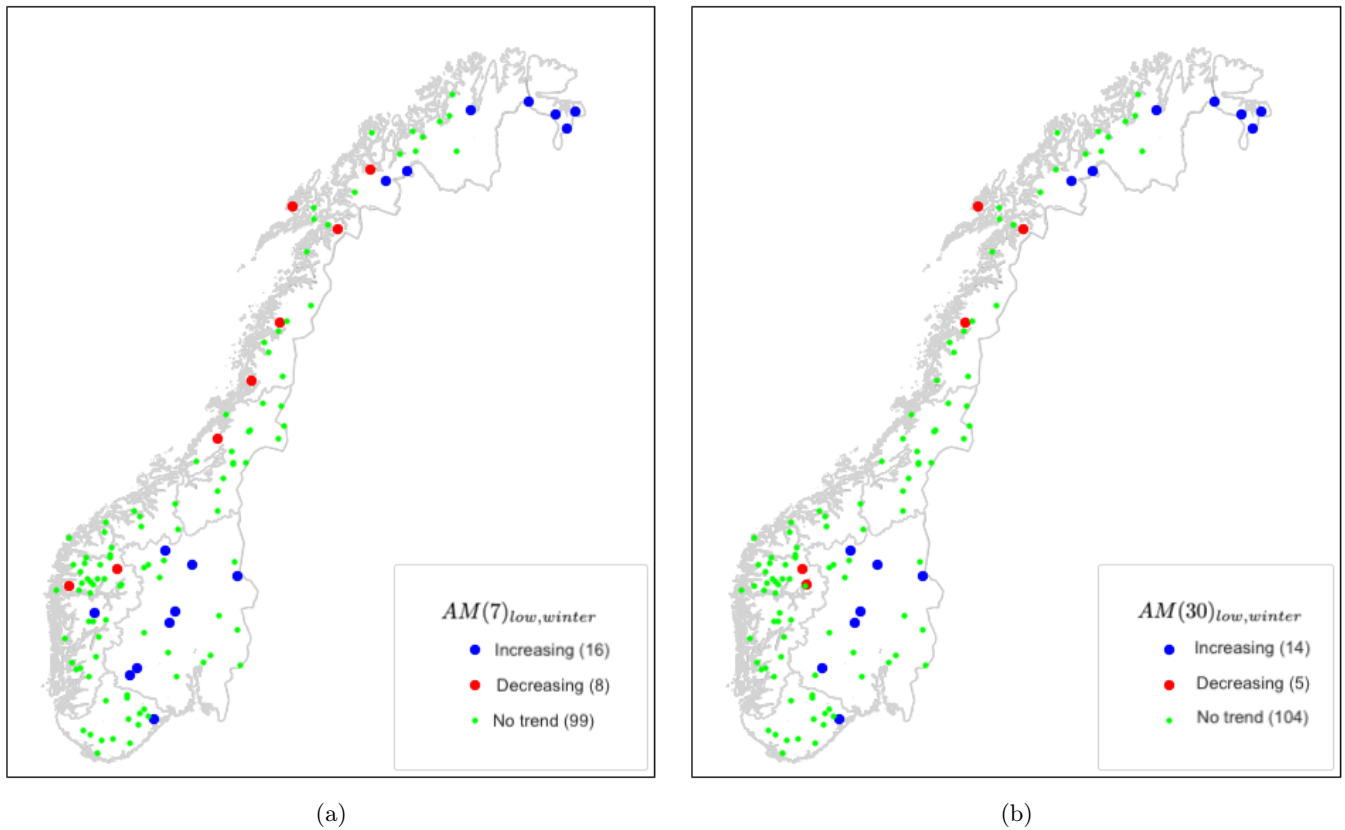 AM(7)low,winter
Increasing (16)
Decreasing (8)
No trend (99)
(a)
AM(30)low,winter
Increasing (14)
Decreasing (5)
No trend (104)
(b)